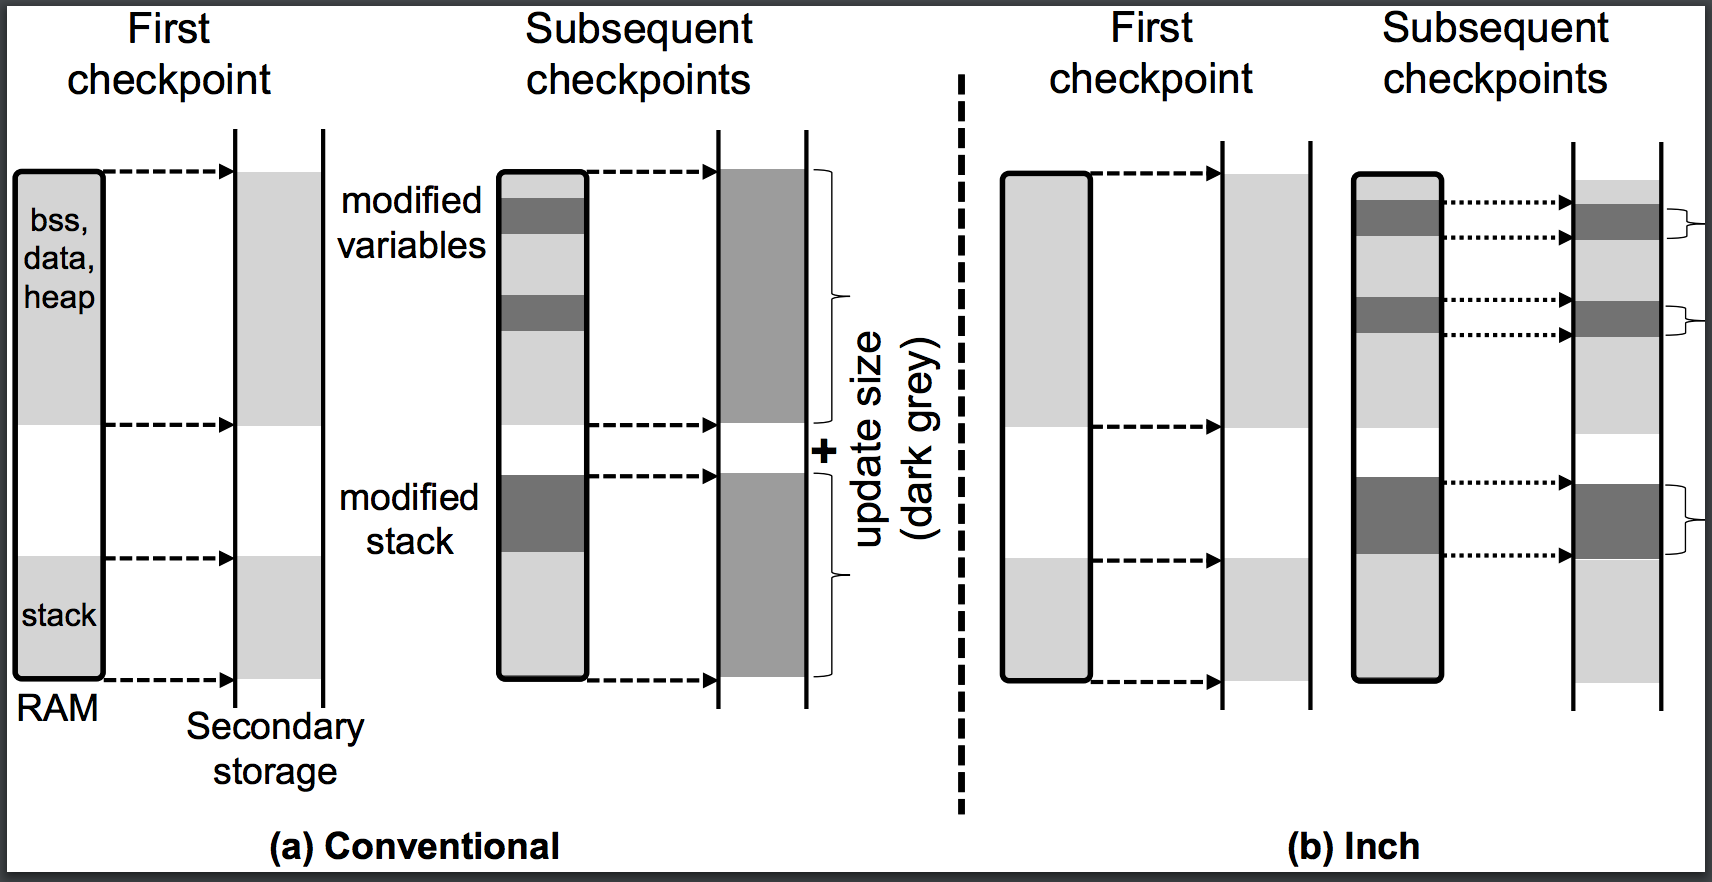 First
checkpoint
Subsequent
checkpoints
bss,
data,
heap
stack
RAM
Secondary
storage
modified
variables
modified
stack
+
update size
(dark grey)
(a) Conventional
First
checkpoint
Subsequent
checkpoints
(b) Inch